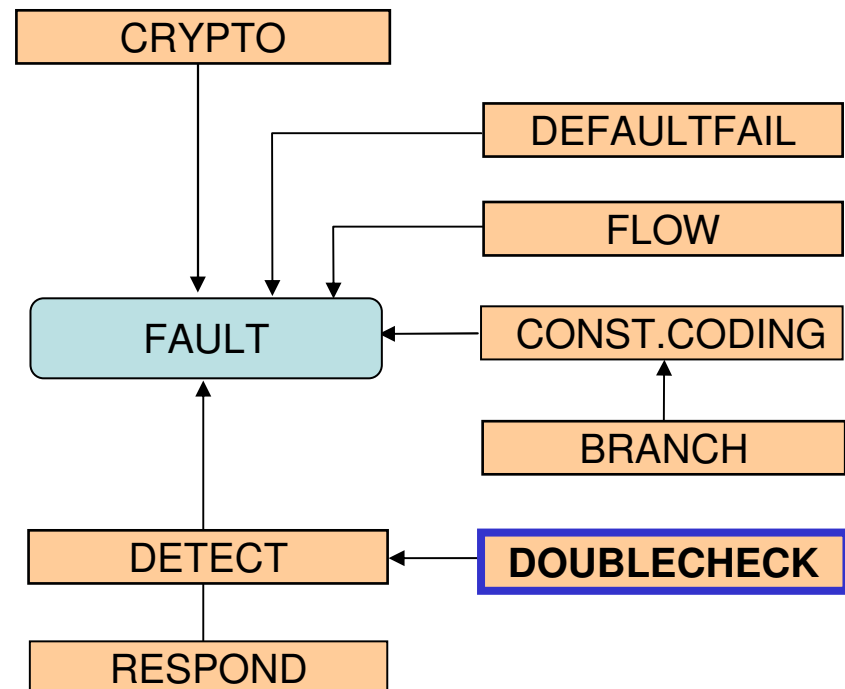 CRYPTO
DEFAULTFAIL
FLOW
FAULT
CONST.CODING
BRANCH
DETECT
DOUBLECHECK
RESPOND